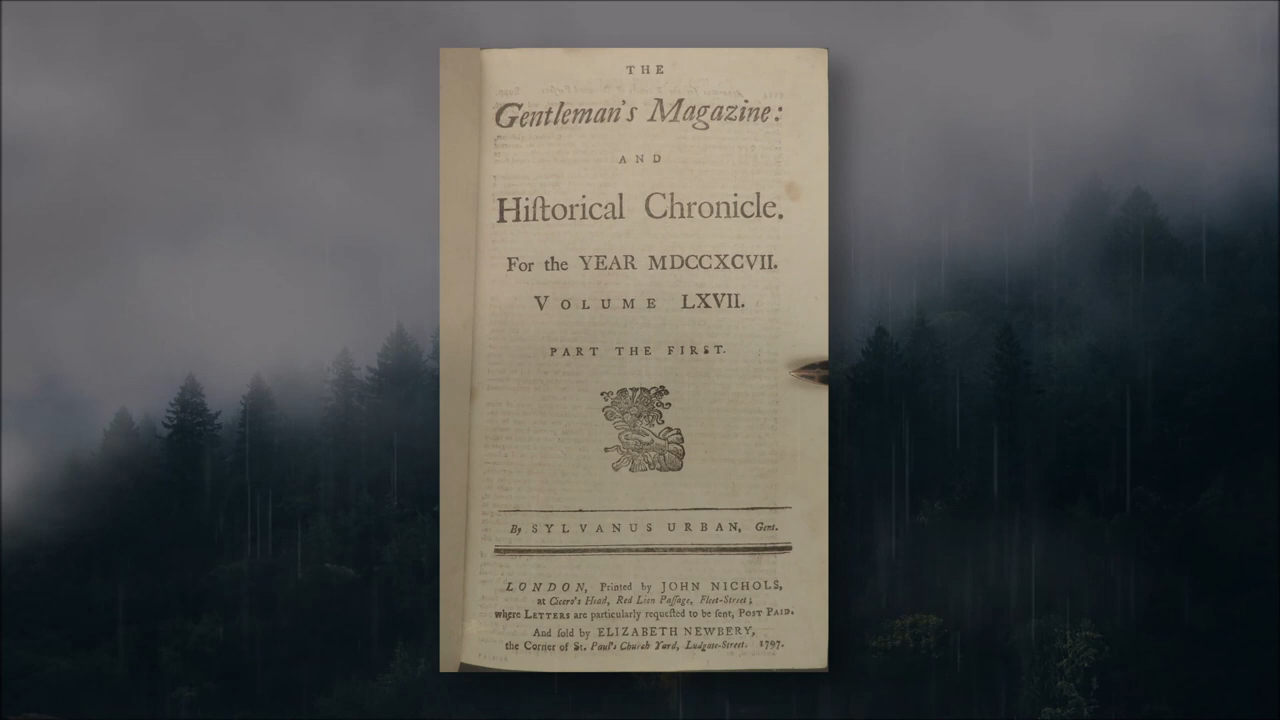 THE
Gentleman's Magazine:
AND
Hiſtorical Chronicle.
For the YEAR MDCCXCVII.
VOLUME LXVII.
PART THE FIRST.
By SYLVANUS URBAN, Gent.
LONDON, Printed by JOHN NICHOLS,
at Cicero's Head, Red Lion Paſſage, Fleet-Street;
where LETTERS are particularly requeſted to be ſent, POST PAID.
And ſold by ELIZABETH NEWBERY,
the Corner of St. Paul's Church Yard, Ludgate-Street. 1797.